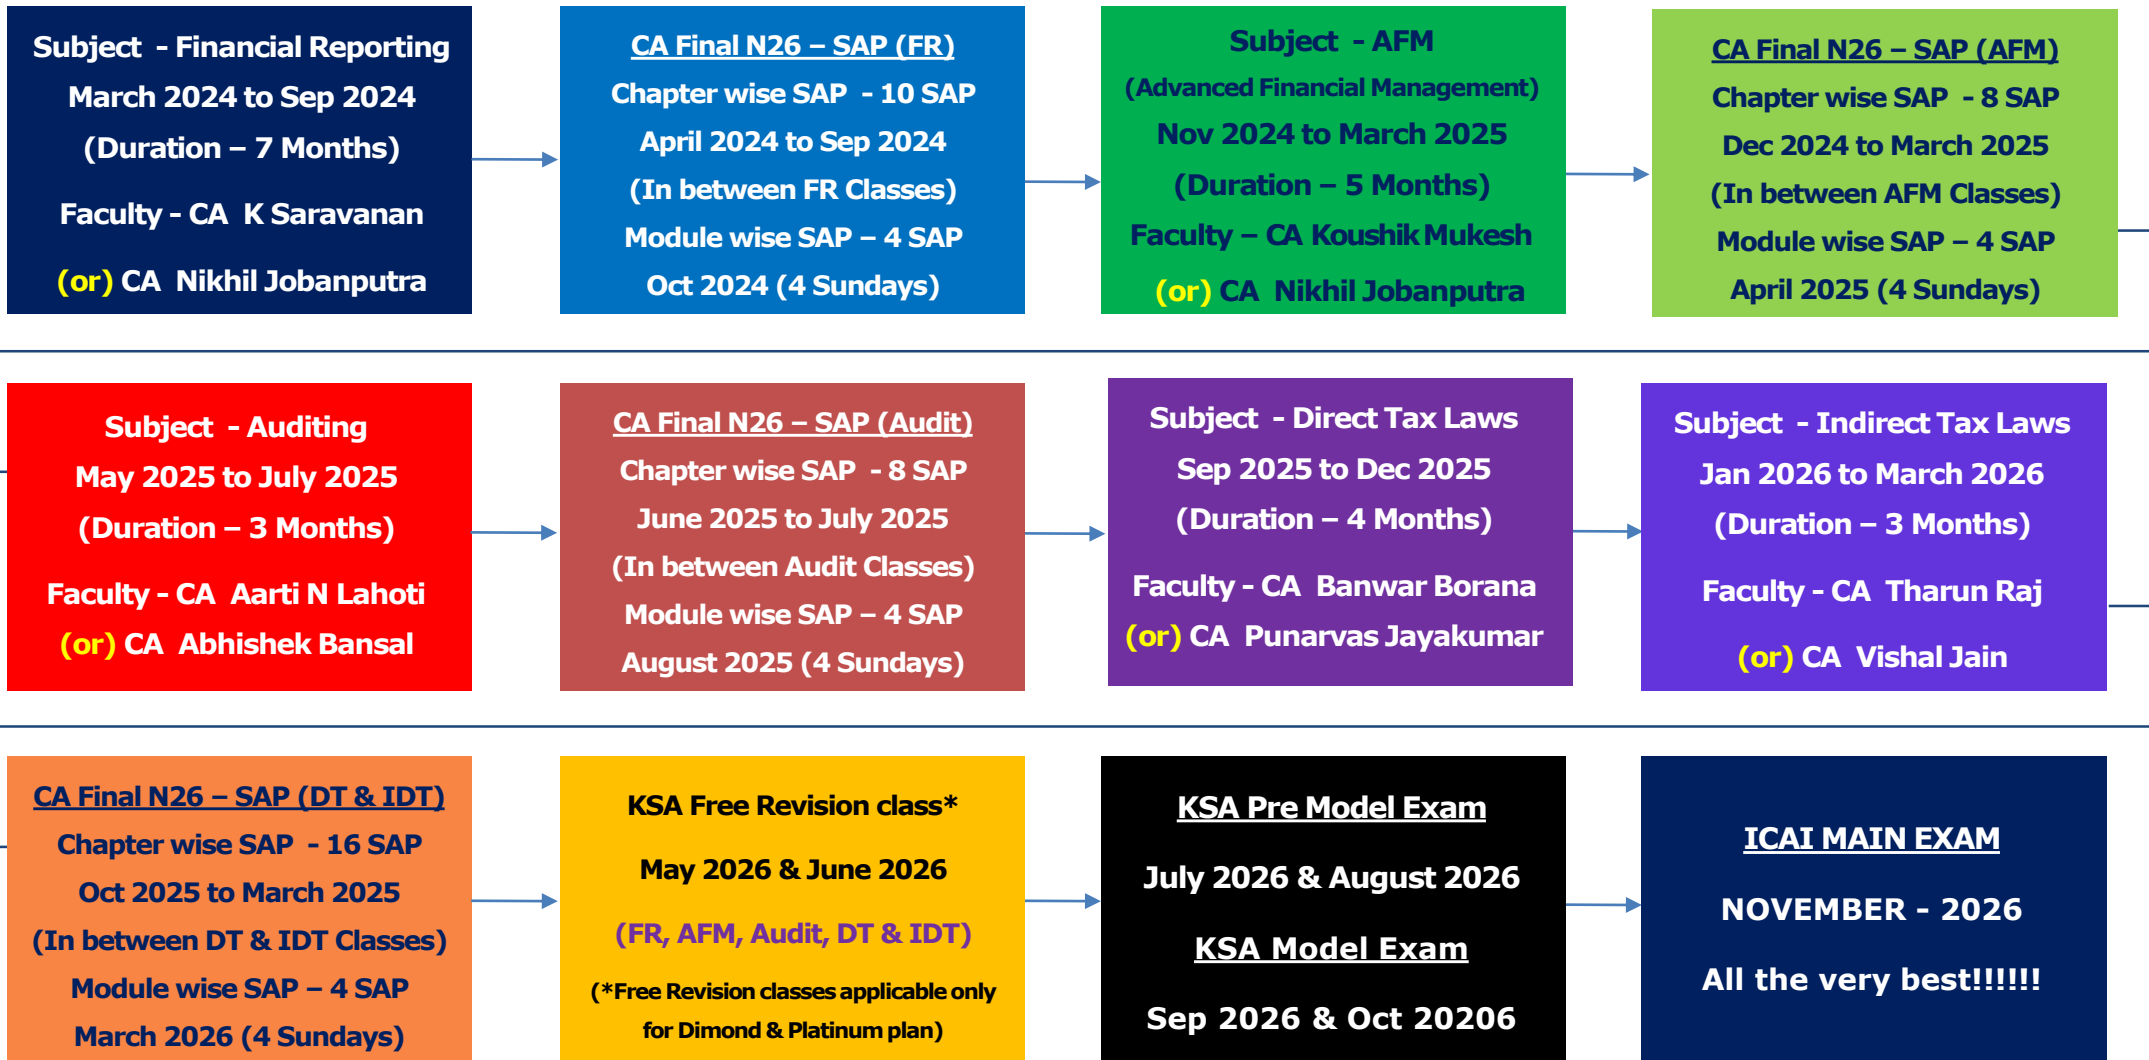 Subject - Financial Reporting
March 2024 to Sep 2024
(Duration – 7 Months)
Faculty - CA K Saravanan
(or) CA Nikhil Jobanputra
CA Final N26 – SAP (FR)
Chapter wise SAP - 10 SAP
April 2024 to Sep 2024
(In between FR Classes)
Module wise SAP – 4 SAP
Oct 2024 (4 Sundays)
Subject - AFM
(Advanced Financial Management)
Nov 2024 to March 2025
(Duration – 5 Months)
Faculty – CA Koushik Mukesh
(or) CA Nikhil Jobanputra
CA Final N26 – SAP (AFM)
Chapter wise SAP - 8 SAP
Dec 2024 to March 2025
(In between AFM Classes)
Module wise SAP – 4 SAP
April 2025 (4 Sundays)
Subject - Auditing
May 2025 to July 2025
(Duration – 3 Months)
Faculty - CA Aarti N Lahoti
(or) CA Abhishek Bansal
CA Final N26 – SAP (Audit)
Chapter wise SAP - 8 SAP
June 2025 to July 2025
(In between Audit Classes)
Module wise SAP – 4 SAP
August 2025 (4 Sundays)
Subject - Direct Tax Laws
Sep 2025 to Dec 2025
(Duration – 4 Months)
Faculty - CA Banwar Borana
(or) CA Punarvas Jayakumar
Subject - Indirect Tax Laws
Jan 2026 to March 2026
(Duration – 3 Months)
Faculty - CA Tharun Raj
(or) CA Vishal Jain
CA Final N26 – SAP (DT & IDT)
Chapter wise SAP - 16 SAP
Oct 2025 to March 2025
(In between DT & IDT Classes)
Module wise SAP – 4 SAP
March 2026 (4 Sundays)
KSA Free Revision class*
May 2026 & June 2026
(FR, AFM, Audit, DT & IDT)
(*Free Revision classes applicable only
for Dimond & Platinum plan)
KSA Pre Model Exam
July 2026 & August 2026
KSA Model Exam
Sep 2026 & Oct 20206
ICAI MAIN EXAM
NOVEMBER - 2026
All the very best!!!!!!